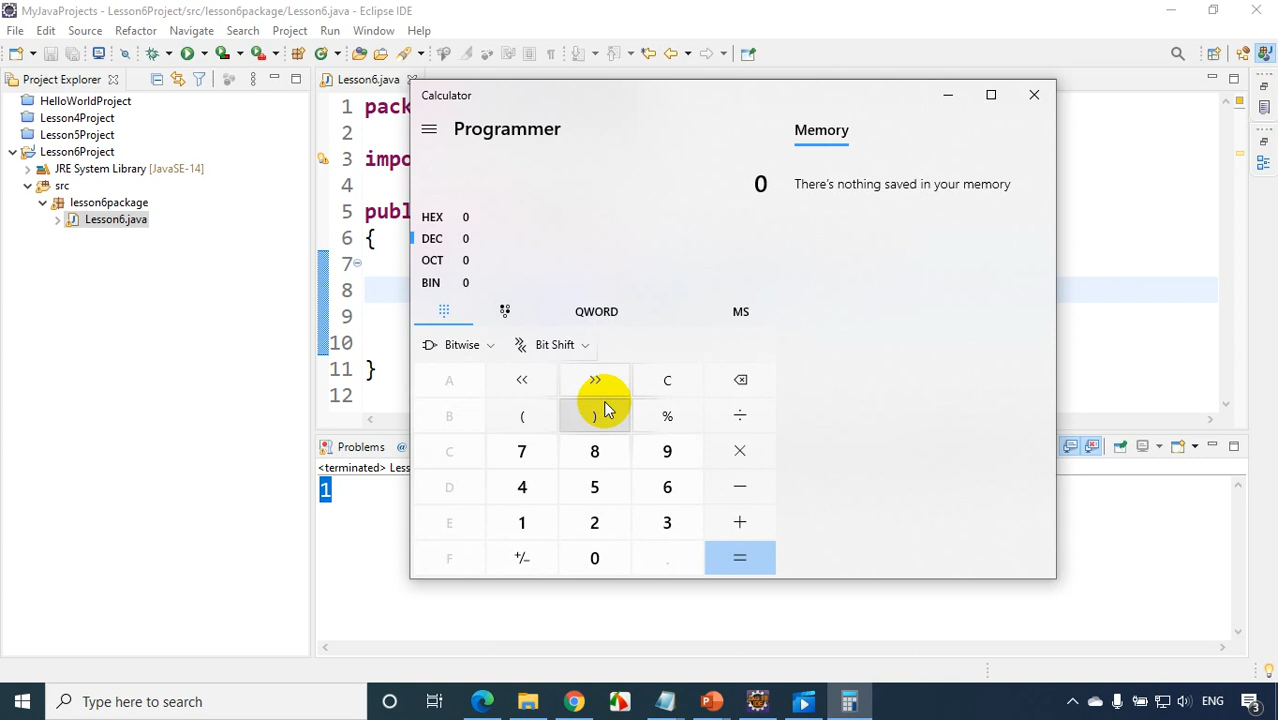 MyJavaProjects - Lesson6Project/src/lesson6package/Lesson6.java - Eclipse IDE
File Edit Source Refactor Navigate Search Project Run Window Help
Project Explorer
HelloWorldProject
Lesson4Project
Lesson5Project
Lesson6Project
JRE System Library [JavaSE-14]
src
lesson6package
Lesson6.java
Lesson6.java
1 pack
2
3 impo
4
5 publ
6 {
7
8
9
10
11 }
12
Calculator
Programmer
Memory
0
There's nothing saved in your memory
HEX 0
DEC 0
OCT 0
BIN 0
QWORD MS
Bitwise Bit Shift
A << >> C
B ( ) % ÷
C 7 8 9 ×
D 4 5 6 −
E 1 2 3 +
F +/− 0 . =
Problems @
<terminated> Less
1
Type here to search
ENG
3